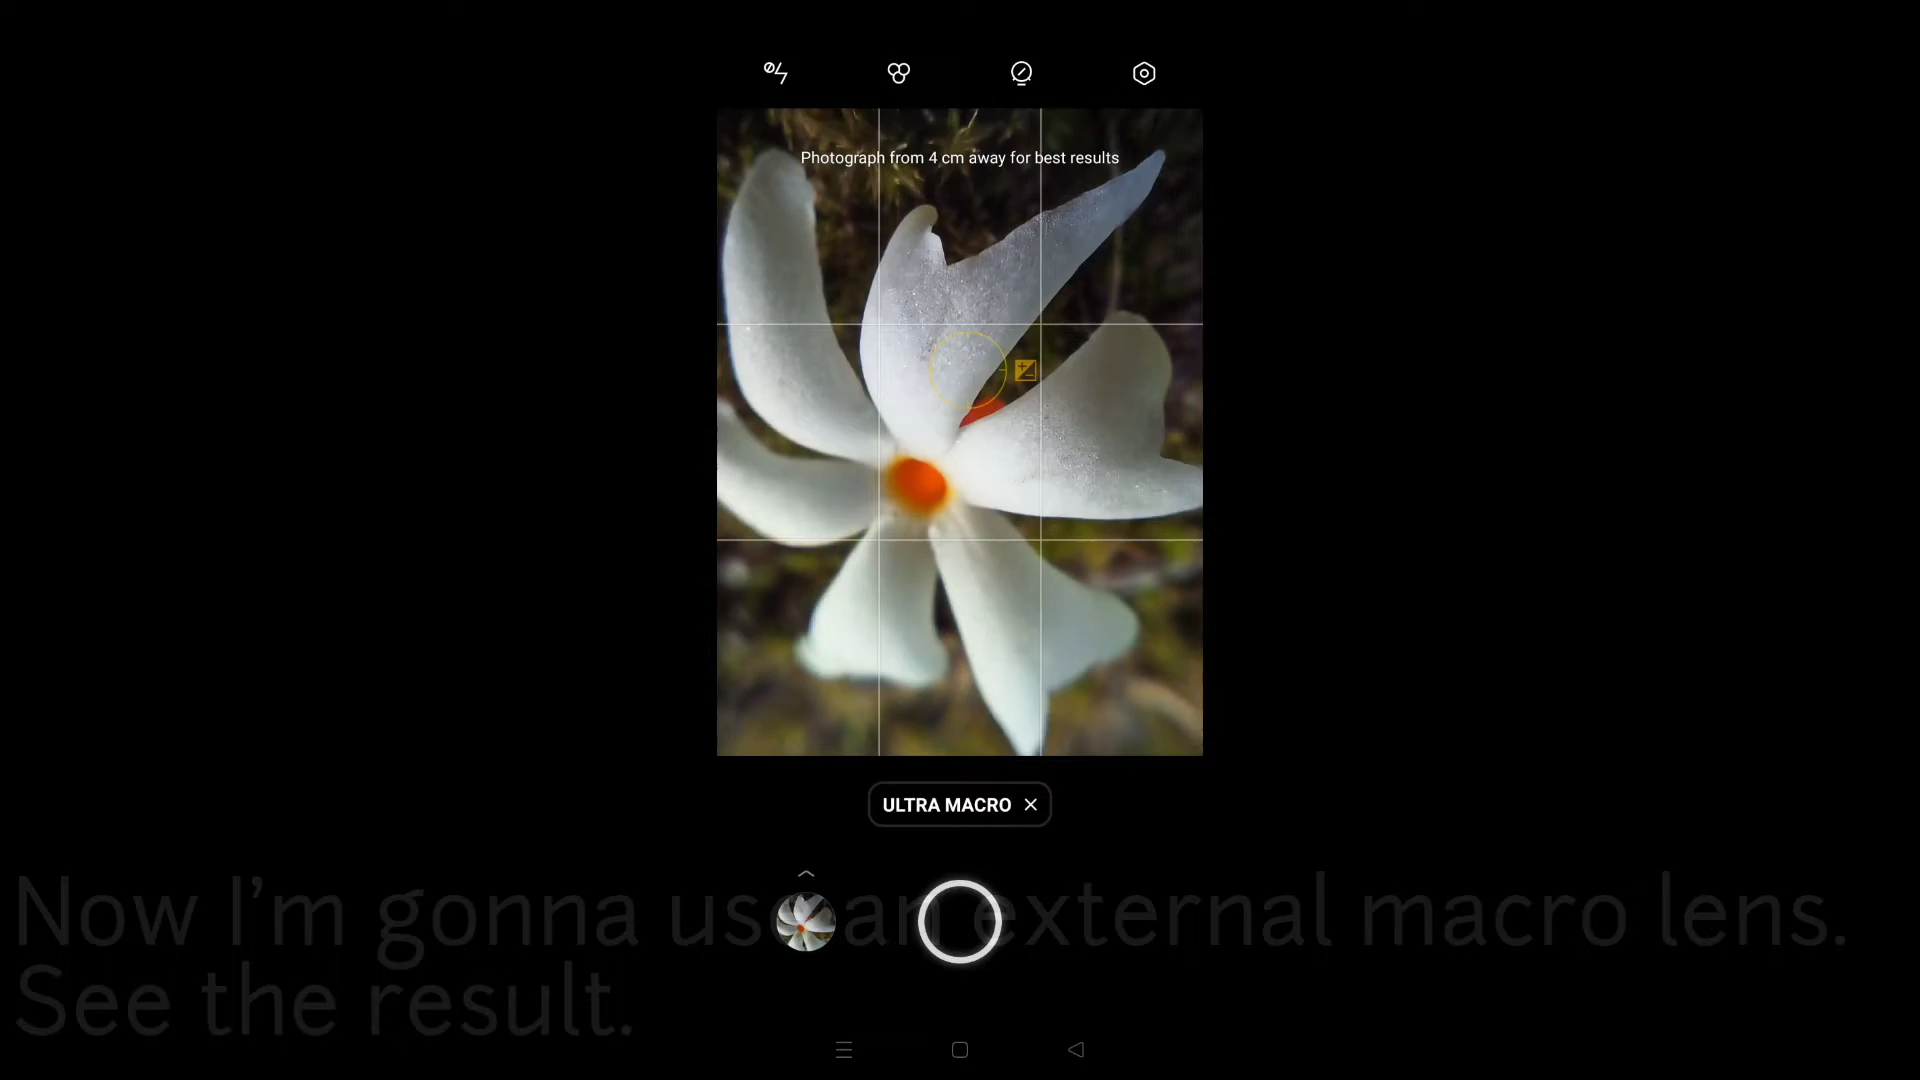 Photograph from 4 cm away for best results
ULTRA MACRO
Now I’m gonna use an external macro lens.
See the result.